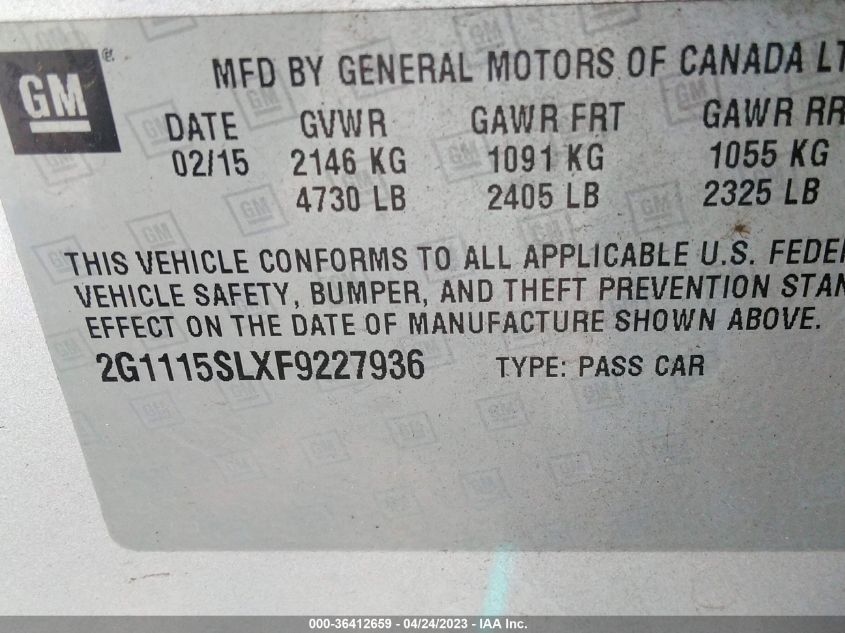 GM ®
MFD BY GENERAL MOTORS OF CANADA LT
DATE GVWR GAWR FRT GAWR RR
02/15 2146 KG 1091 KG 1055 KG
4730 LB 2405 LB 2325 LB
THIS VEHICLE CONFORMS TO ALL APPLICABLE U.S. FEDE
VEHICLE SAFETY, BUMPER, AND THEFT PREVENTION STAN
EFFECT ON THE DATE OF MANUFACTURE SHOWN ABOVE.
2G1115SLXF9227936 TYPE: PASS CAR
000-36412659 - 04/24/2023 - IAA Inc.